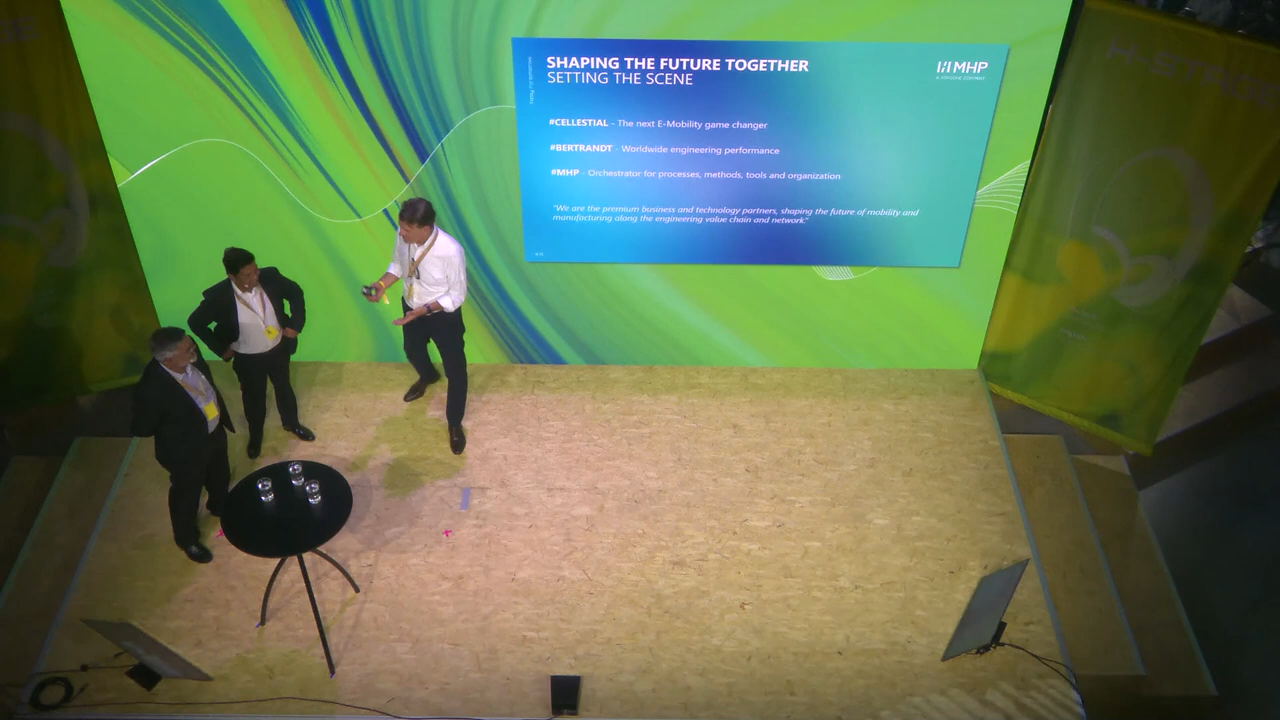 SHAPING THE FUTURE TOGETHER
SETTING THE SCENE
MHP
A PORSCHE COMPANY
#CELLESTIAL - The next E-Mobility game changer
#BERTRANDT - Worldwide engineering performance
#MHP - Orchestrator for processes, methods, tools and organization
"We are the premium business and technology partners, shaping the future of mobility and
manufacturing along the engineering value chain and network."